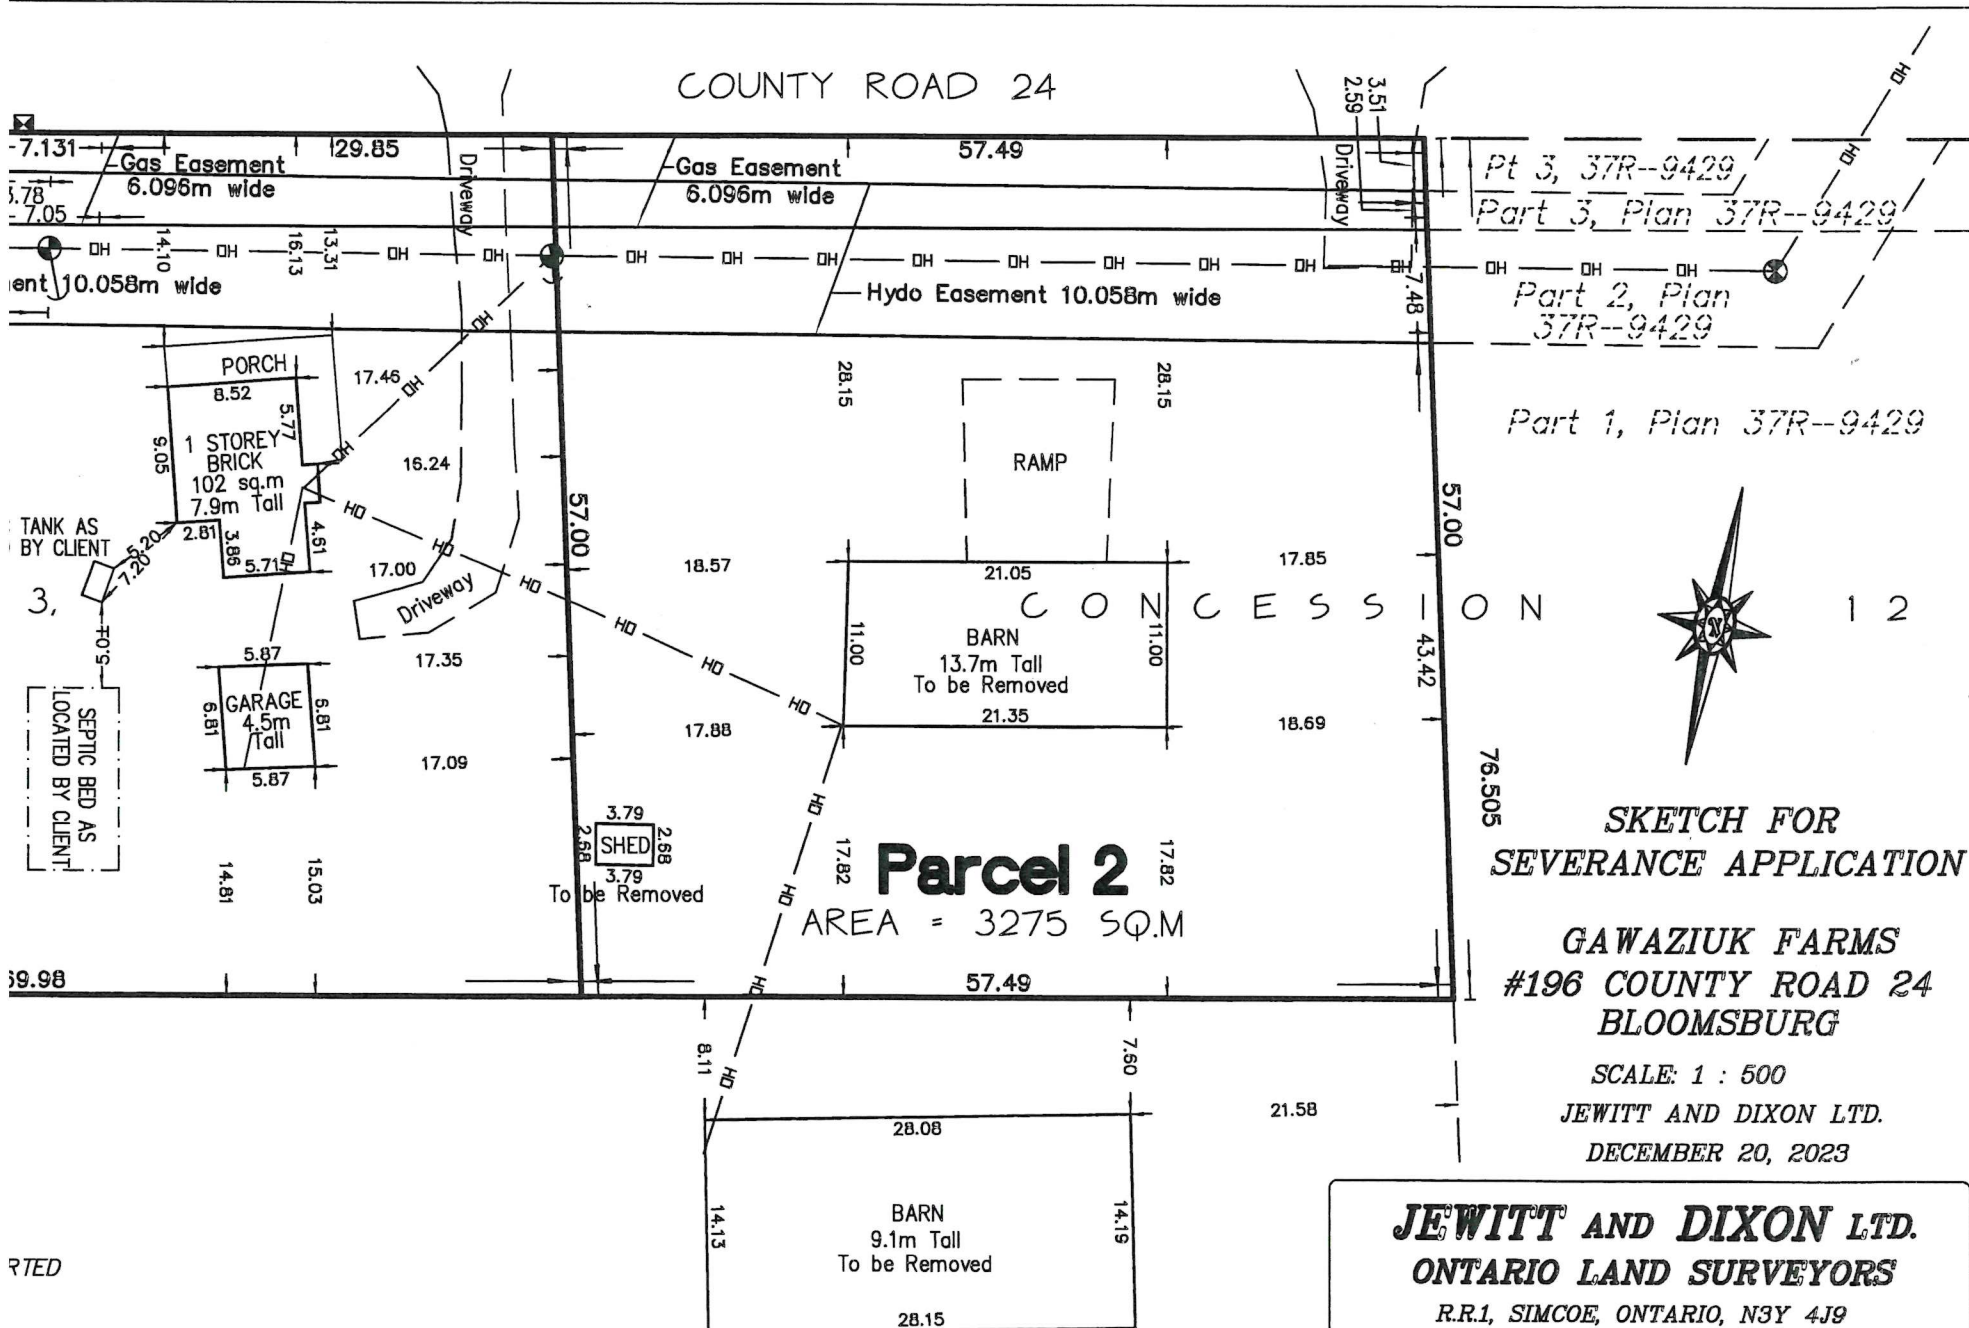 COUNTY ROAD 24
3.51
2.59
7.131
29.85
57.49
Gas Easement
6.096m wide
Driveway
Gas Easement
6.096m wide
Driveway
Pt 3, 37R--9429
Part 3, Plan 37R--9429
7.05
14.10
16.13
13.31
OH OH OH OH OH OH OH OH OH OH OH OH OH OH OH OH OH
10.058m wide
Hydo Easement 10.058m wide
7.48
Part 2, Plan
37R--9429
PORCH
8.52
17.46
5.77
9.05
1 STOREY
BRICK
102 sq.m
7.9m Tall
16.24
28.15
28.15
RAMP
Part 1, Plan 37R--9429
TANK AS
BY CLIENT
5.20
7.20
2.81
3.86
5.71
4.61
17.00
Driveway
57.00
18.57
21.05
17.85
57.00
3,
CONCESSION 12
5.0±
5.87
17.35
11.00
BARN
13.7m Tall
To be Removed
11.00
43.42
N
6.81
GARAGE
4.5m
Tall
6.81
5.87
17.09
17.88
21.35
18.69
SEPTIC BED AS
LOCATED BY CLIENT
76.505
3.79
2.68
SHED
2.68
3.79
To be Removed
14.81
15.03
17.82
Parcel 2
17.82
AREA = 3275 SQ.M
SKETCH FOR
SEVERANCE APPLICATION
GAWAZIUK FARMS
#196 COUNTY ROAD 24
BLOOMSBURG
69.98
57.49
8.11
7.60
SCALE: 1 : 500
JEWITT AND DIXON LTD.
DECEMBER 20, 2023
28.08
21.58
14.13
BARN
9.1m Tall
To be Removed
14.19
28.15
JEWITT AND DIXON LTD.
ONTARIO LAND SURVEYORS
R.R.1, SIMCOE, ONTARIO, N3Y 4J9